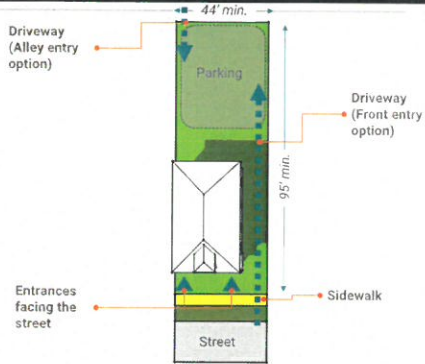 44' min.
Driveway
(Alley entry
option)
Parking
Driveway
(Front entry
option)
95' min.
Entrances
facing the
street
Sidewalk
Street